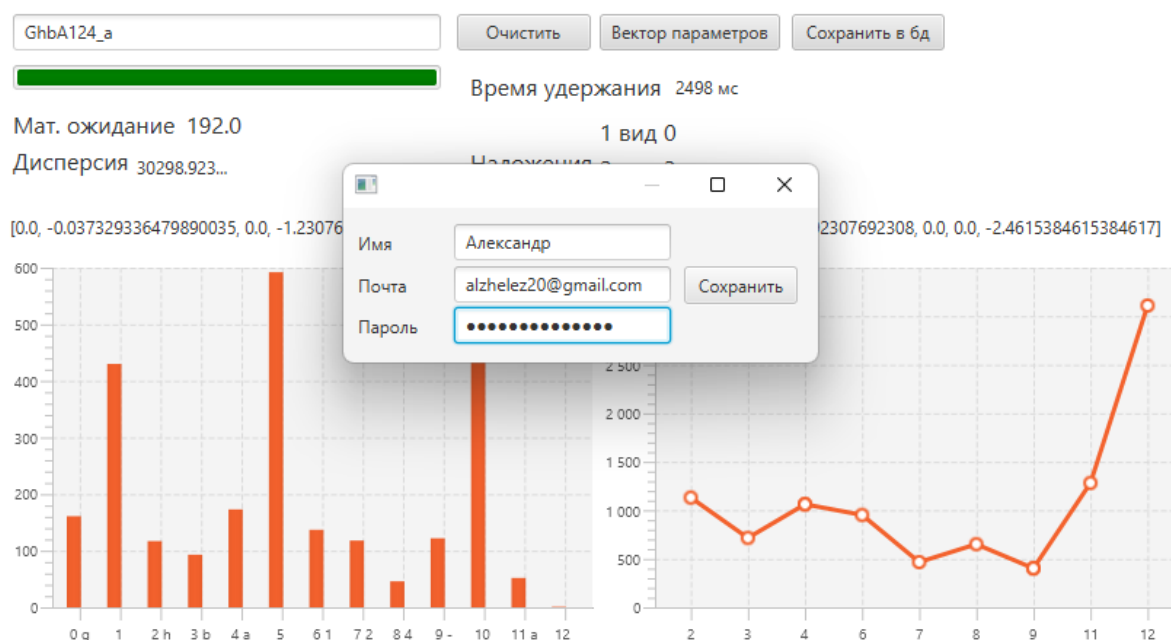 GhbA124_a
Очистить
Вектор параметров
Сохранить в бд
Время удержания 2498 мс
Мат. ожидание 192.0
1 вид 0
Дисперсия 30298.923...
Наложения
[0.0, -0.0373293364798​90035, 0.0, -1.23076
2307692308, 0.0, 0.0, -2.4615384615384617]
Имя
Александр
Почта
alzhelez20@gmail.com
Сохранить
Пароль
600
500
400
300
200
100
0
0 g 1 2 h 3 b 4 a 5 6 1 7 2 8 4 9 - 10 11 a 12
2 500
2 000
1 500
1 000
500
0
2 3 4 6 7 8 9 11 12